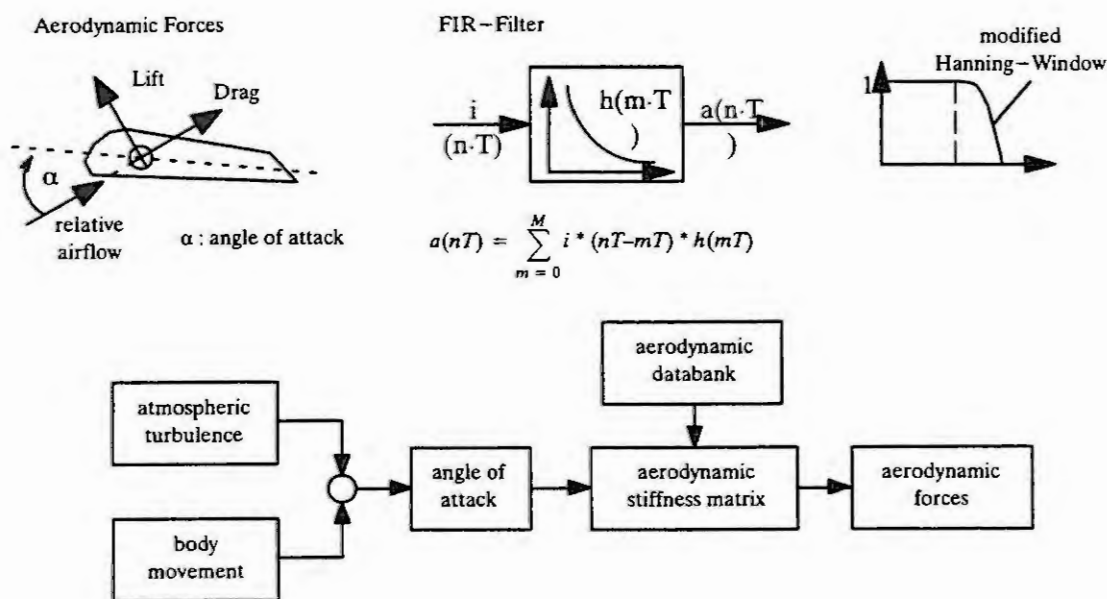 Aerodynamic Forces
Lift
Drag
α
relative
airflow
α : angle of attack
FIR–Filter
i
(n·T)
h(m·T
)
a(n·T
)
a(nT) = M∑m = 0 i * (nT–mT) * h(mT)
modified
Hanning–Window
1
aerodynamic
databank
atmospheric
turbulence
angle of
attack
aerodynamic
stiffness matrix
aerodynamic
forces
body
movement